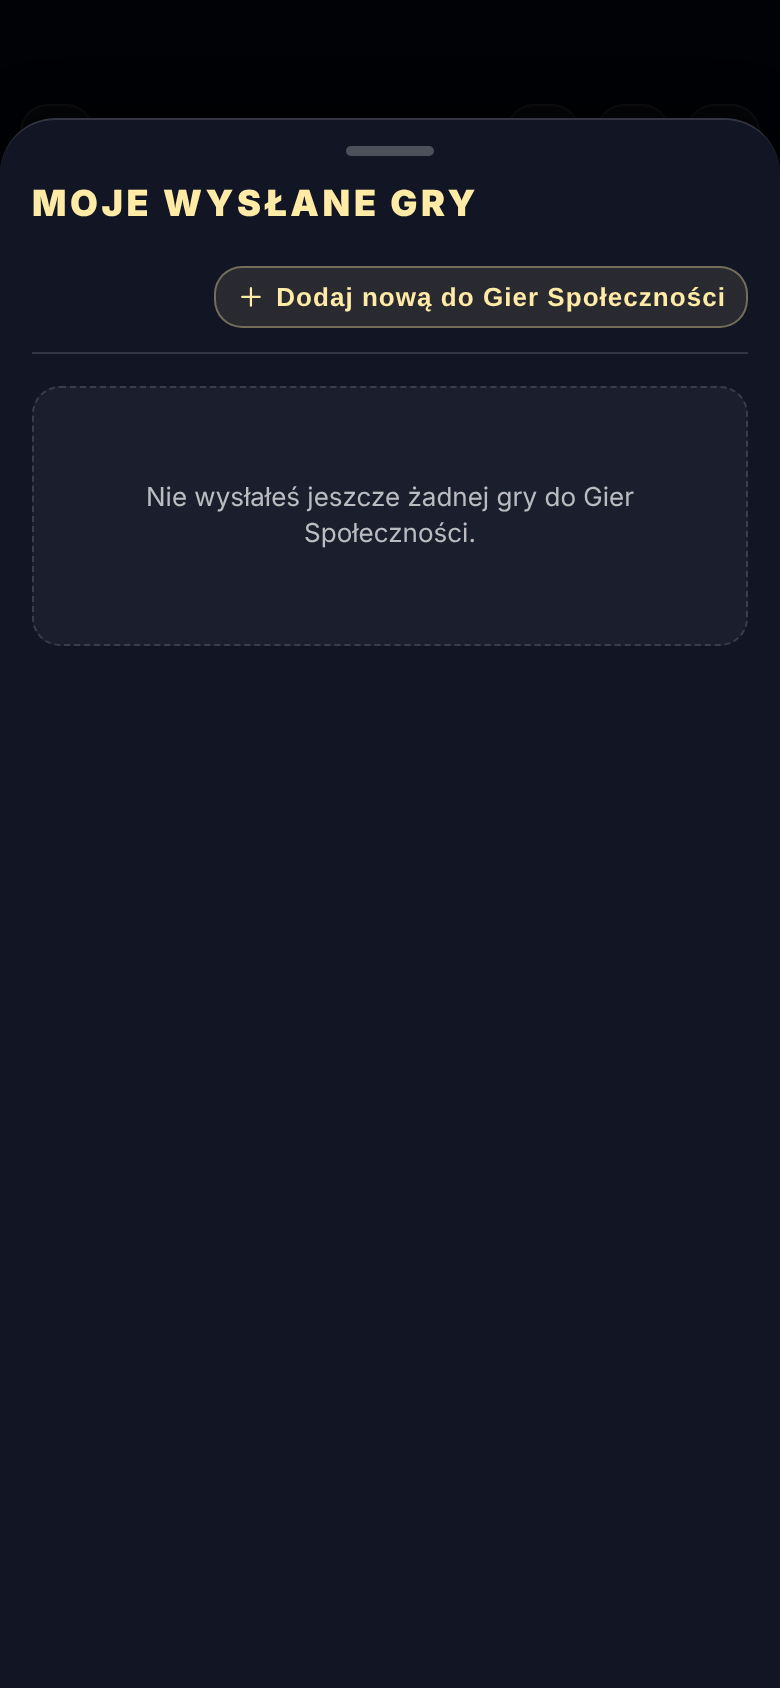 MOJE WYSŁANE GRY
+ Dodaj nową do Gier Społeczności
Nie wysłałeś jeszcze żadnej gry do Gier
Społeczności.